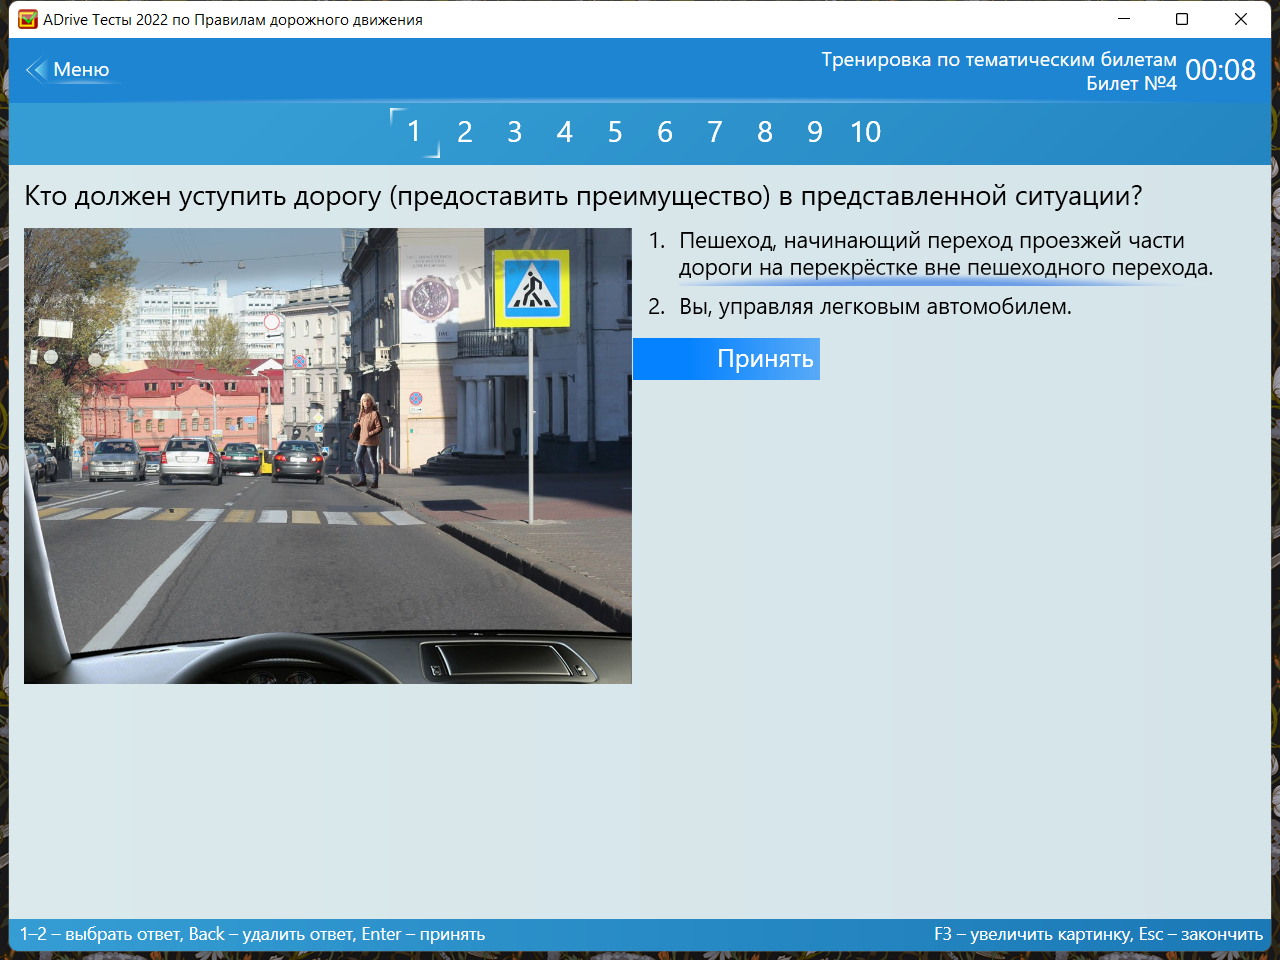 ADrive Тесты 2022 по Правилам дорожного движения
Меню
Тренировка по тематическим билетам
Билет №4
00:08
1 2 3 4 5 6 7 8 9 10
Кто должен уступить дорогу (предоставить преимущество) в представленной ситуации?
1. Пешеход, начинающий переход проезжей части
дороги на перекрёстке вне пешеходного перехода.
2. Вы, управляя легковым автомобилем.
Принять
1–2 – выбрать ответ, Back – удалить ответ, Enter – принять
F3 – увеличить картинку, Esc – закончить